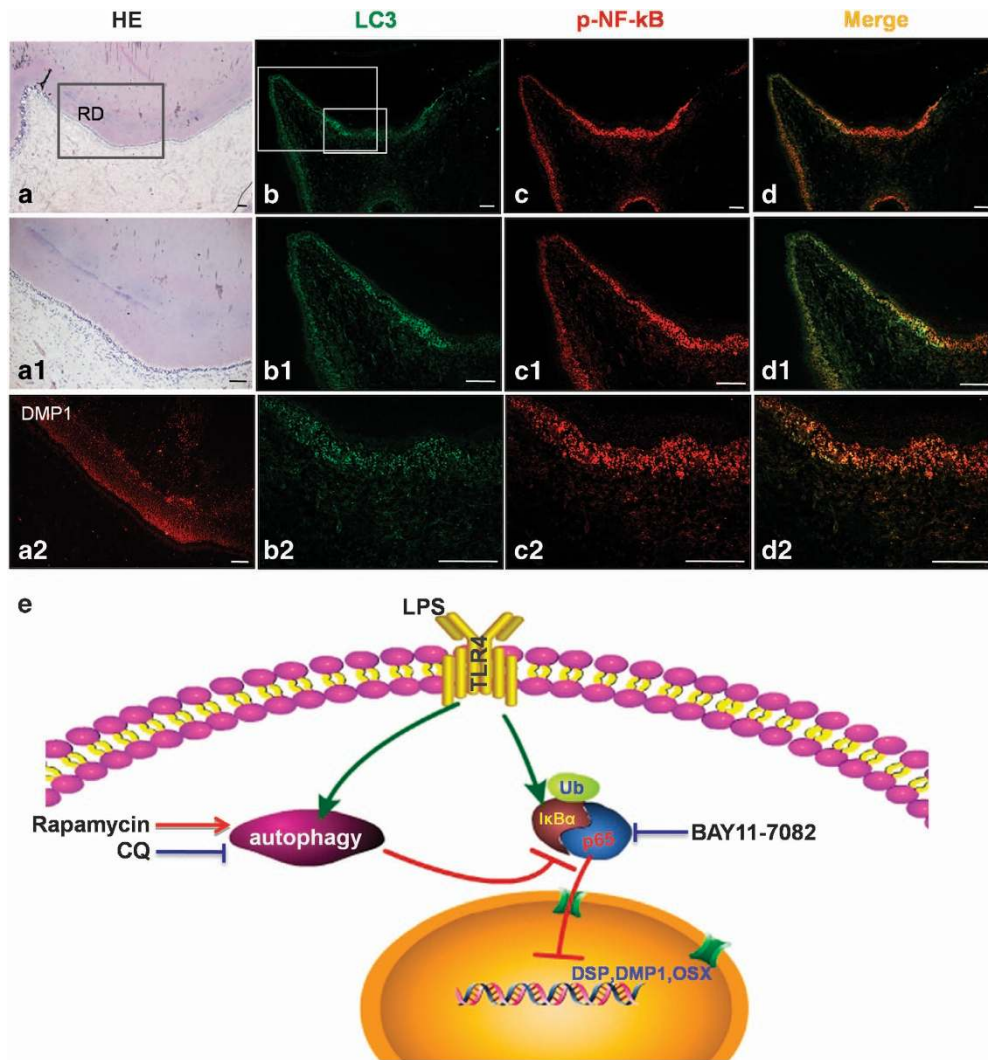 HE LC3 p-NF-kB Merge
RD
a b c d
a1 b1 c1 d1
DMP1
a2 b2 c2 d2
e
LPS
TLR4
Ub
IκBα
Rapamycin
CQ
autophagy
p65
BAY11-7082
DSP,DMP1,OSX